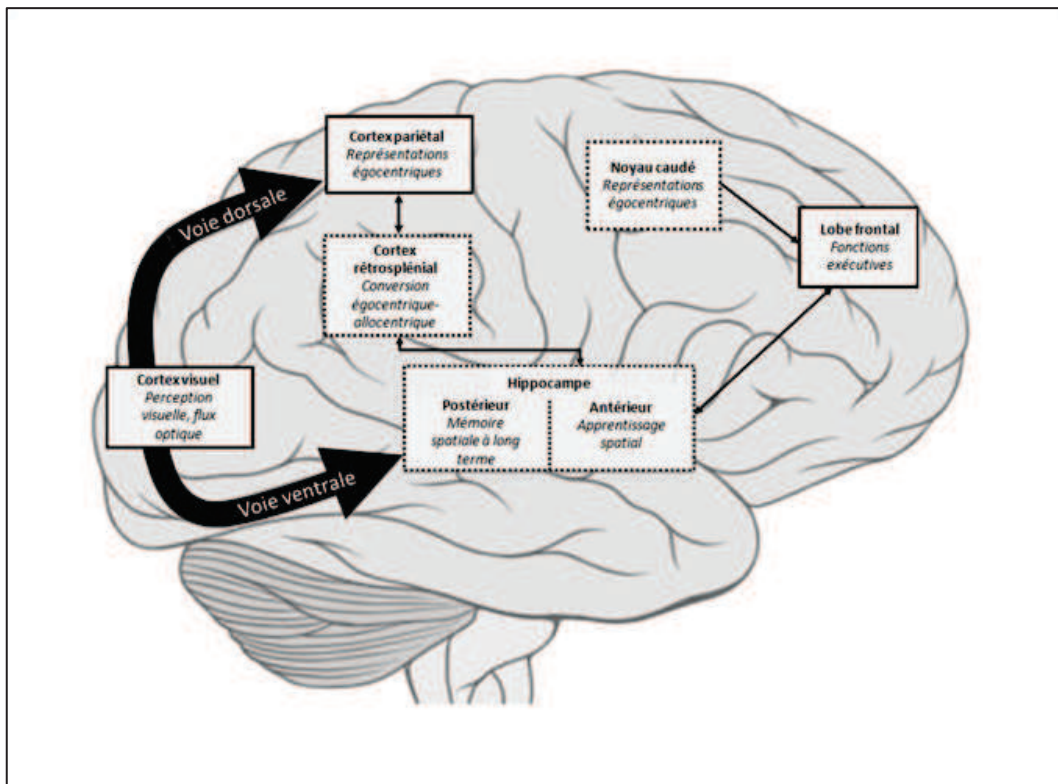 Cortex pariétal
Représentations
égocentriques
Noyau caudé
Représentations
égocentriques
Voie dorsale
Lobe frontal
Fonctions
exécutives
Cortex
rétrosplénial
Conversion
égocentrique-
allocentrique
Cortex visuel
Perception
visuelle, flux
optique
Hippocampe
Postérieur
Mémoire
spatiale à long
terme
Antérieur
Apprentissage
spatial
Voie ventrale